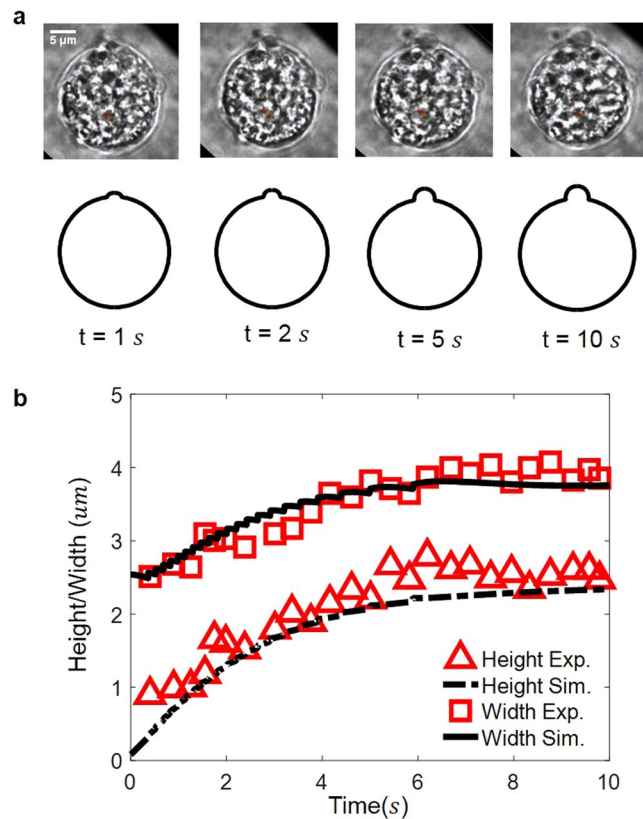 a
5 μm
t = 1 s
t = 2 s
t = 5 s
t = 10 s
b
5
4
3
2
1
0
Height/Width (um)
Height Exp.
Height Sim.
Width Exp.
Width Sim.
0 2 4 6 8 10
Time(s)